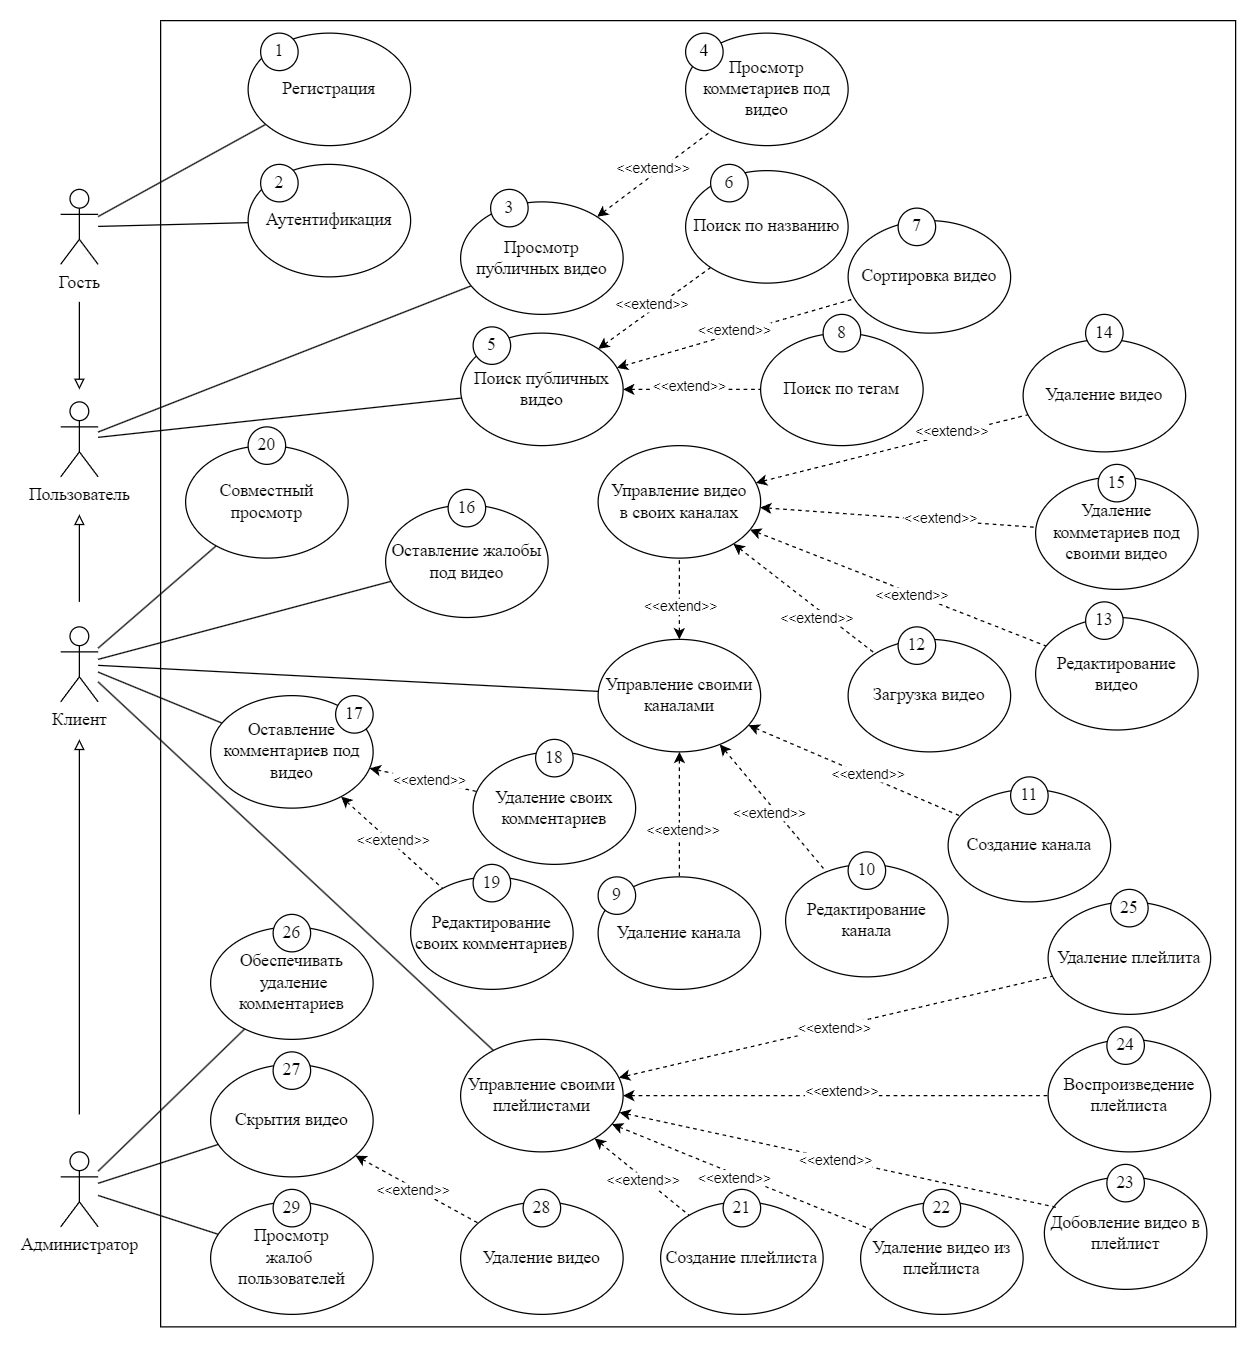 1
Регистрация
2
Аутентификация
Гость
3
Просмотр
публичных видео
4
Просмотр
комметариев под
видео
<<extend>>
5
Поиск публичных
видео
6
Поиск по названию
<<extend>>
7
Сортировка видео
<<extend>>
8
Поиск по тегам
<<extend>>
Пользователь
20
Совместный
просмотр
16
Оставление жалобы
под видео
Управление видео
в своих каналах
14
Удаление видео
<<extend>>
15
Удаление
комметариев под
своими видео
<<extend>>
13
Редактирование
видео
<<extend>>
12
Загрузка видео
<<extend>>
<<extend>>
Управление своими
каналами
Клиент
17
Оставление
комментариев под
видео
18
Удаление своих
комментариев
<<extend>>
19
Редактирование
своих комментариев
<<extend>>
9
Удаление канала
<<extend>>
10
Редактирование
канала
<<extend>>
11
Создание канала
<<extend>>
26
Обеспечивать
удаление
комментариев
27
Скрытия видео
29
Просмотр
жалоб
пользователей
28
Удаление видео
<<extend>>
Администратор
Управление своими
плейлистами
25
Удаление плейлита
<<extend>>
24
Воспроизведение
плейлиста
<<extend>>
23
Добовление видео в
плейлист
<<extend>>
22
Удаление видео из
плейлиста
<<extend>>
21
Создание плейлиста
<<extend>>